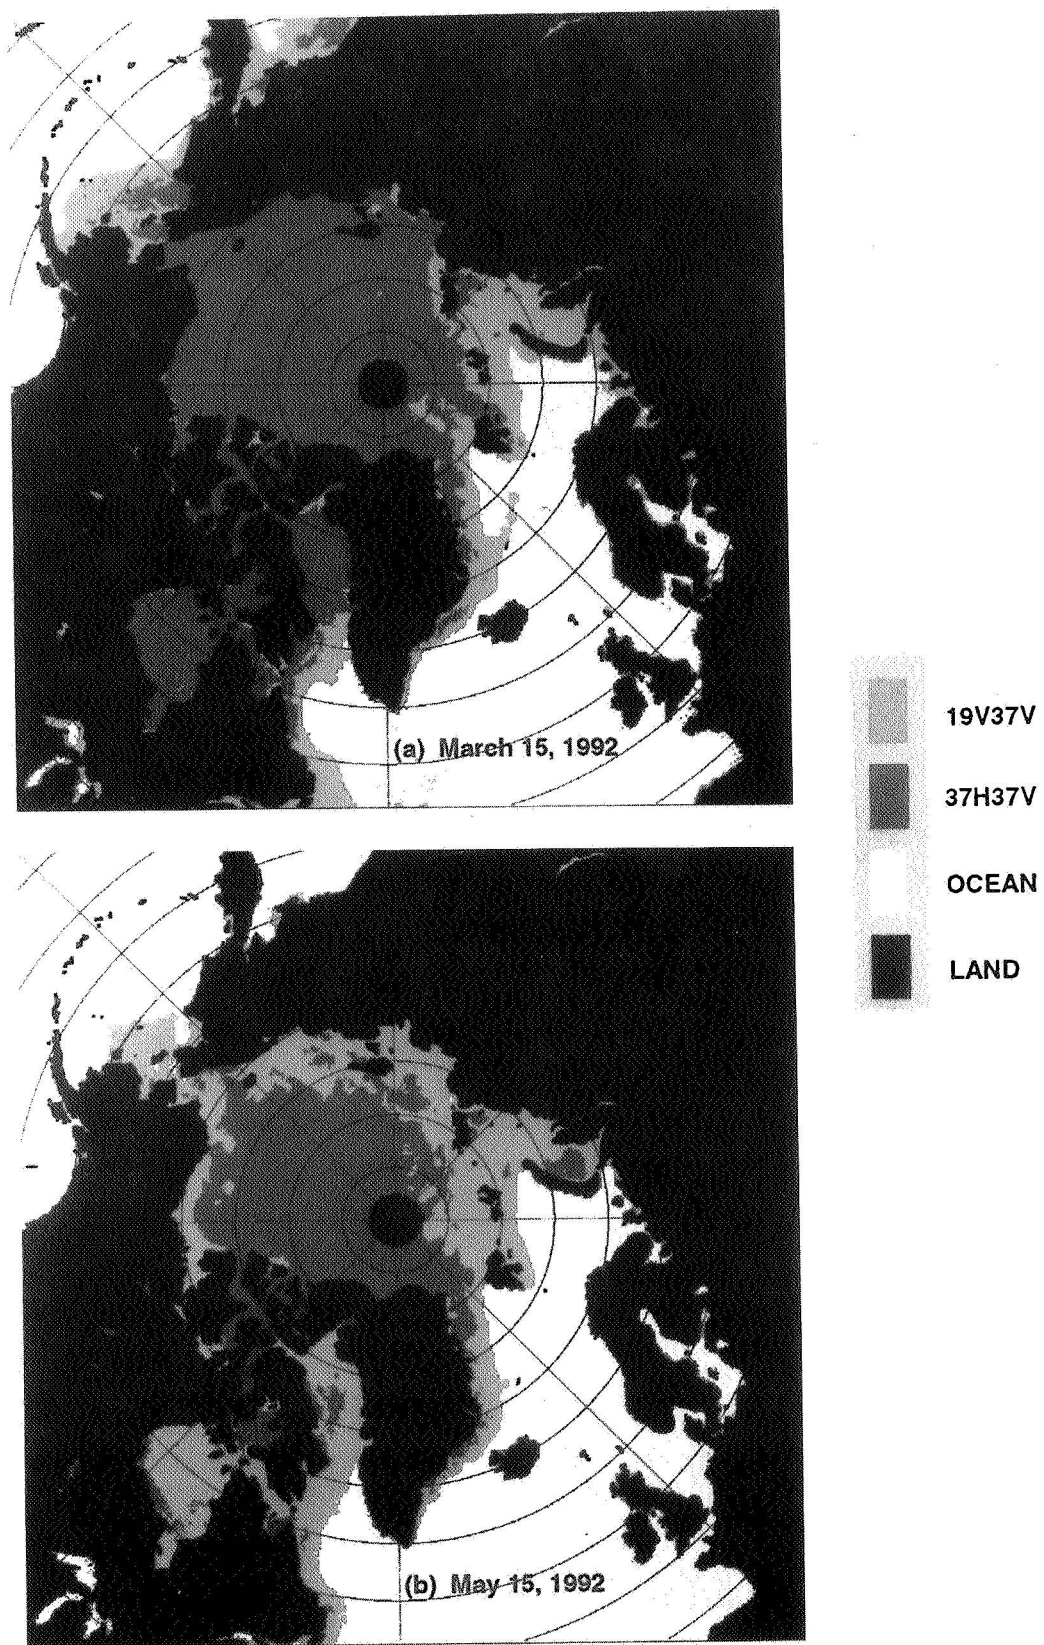 (a) March 15, 1992
19V37V
37H37V
OCEAN
LAND
(b) May 15, 1992